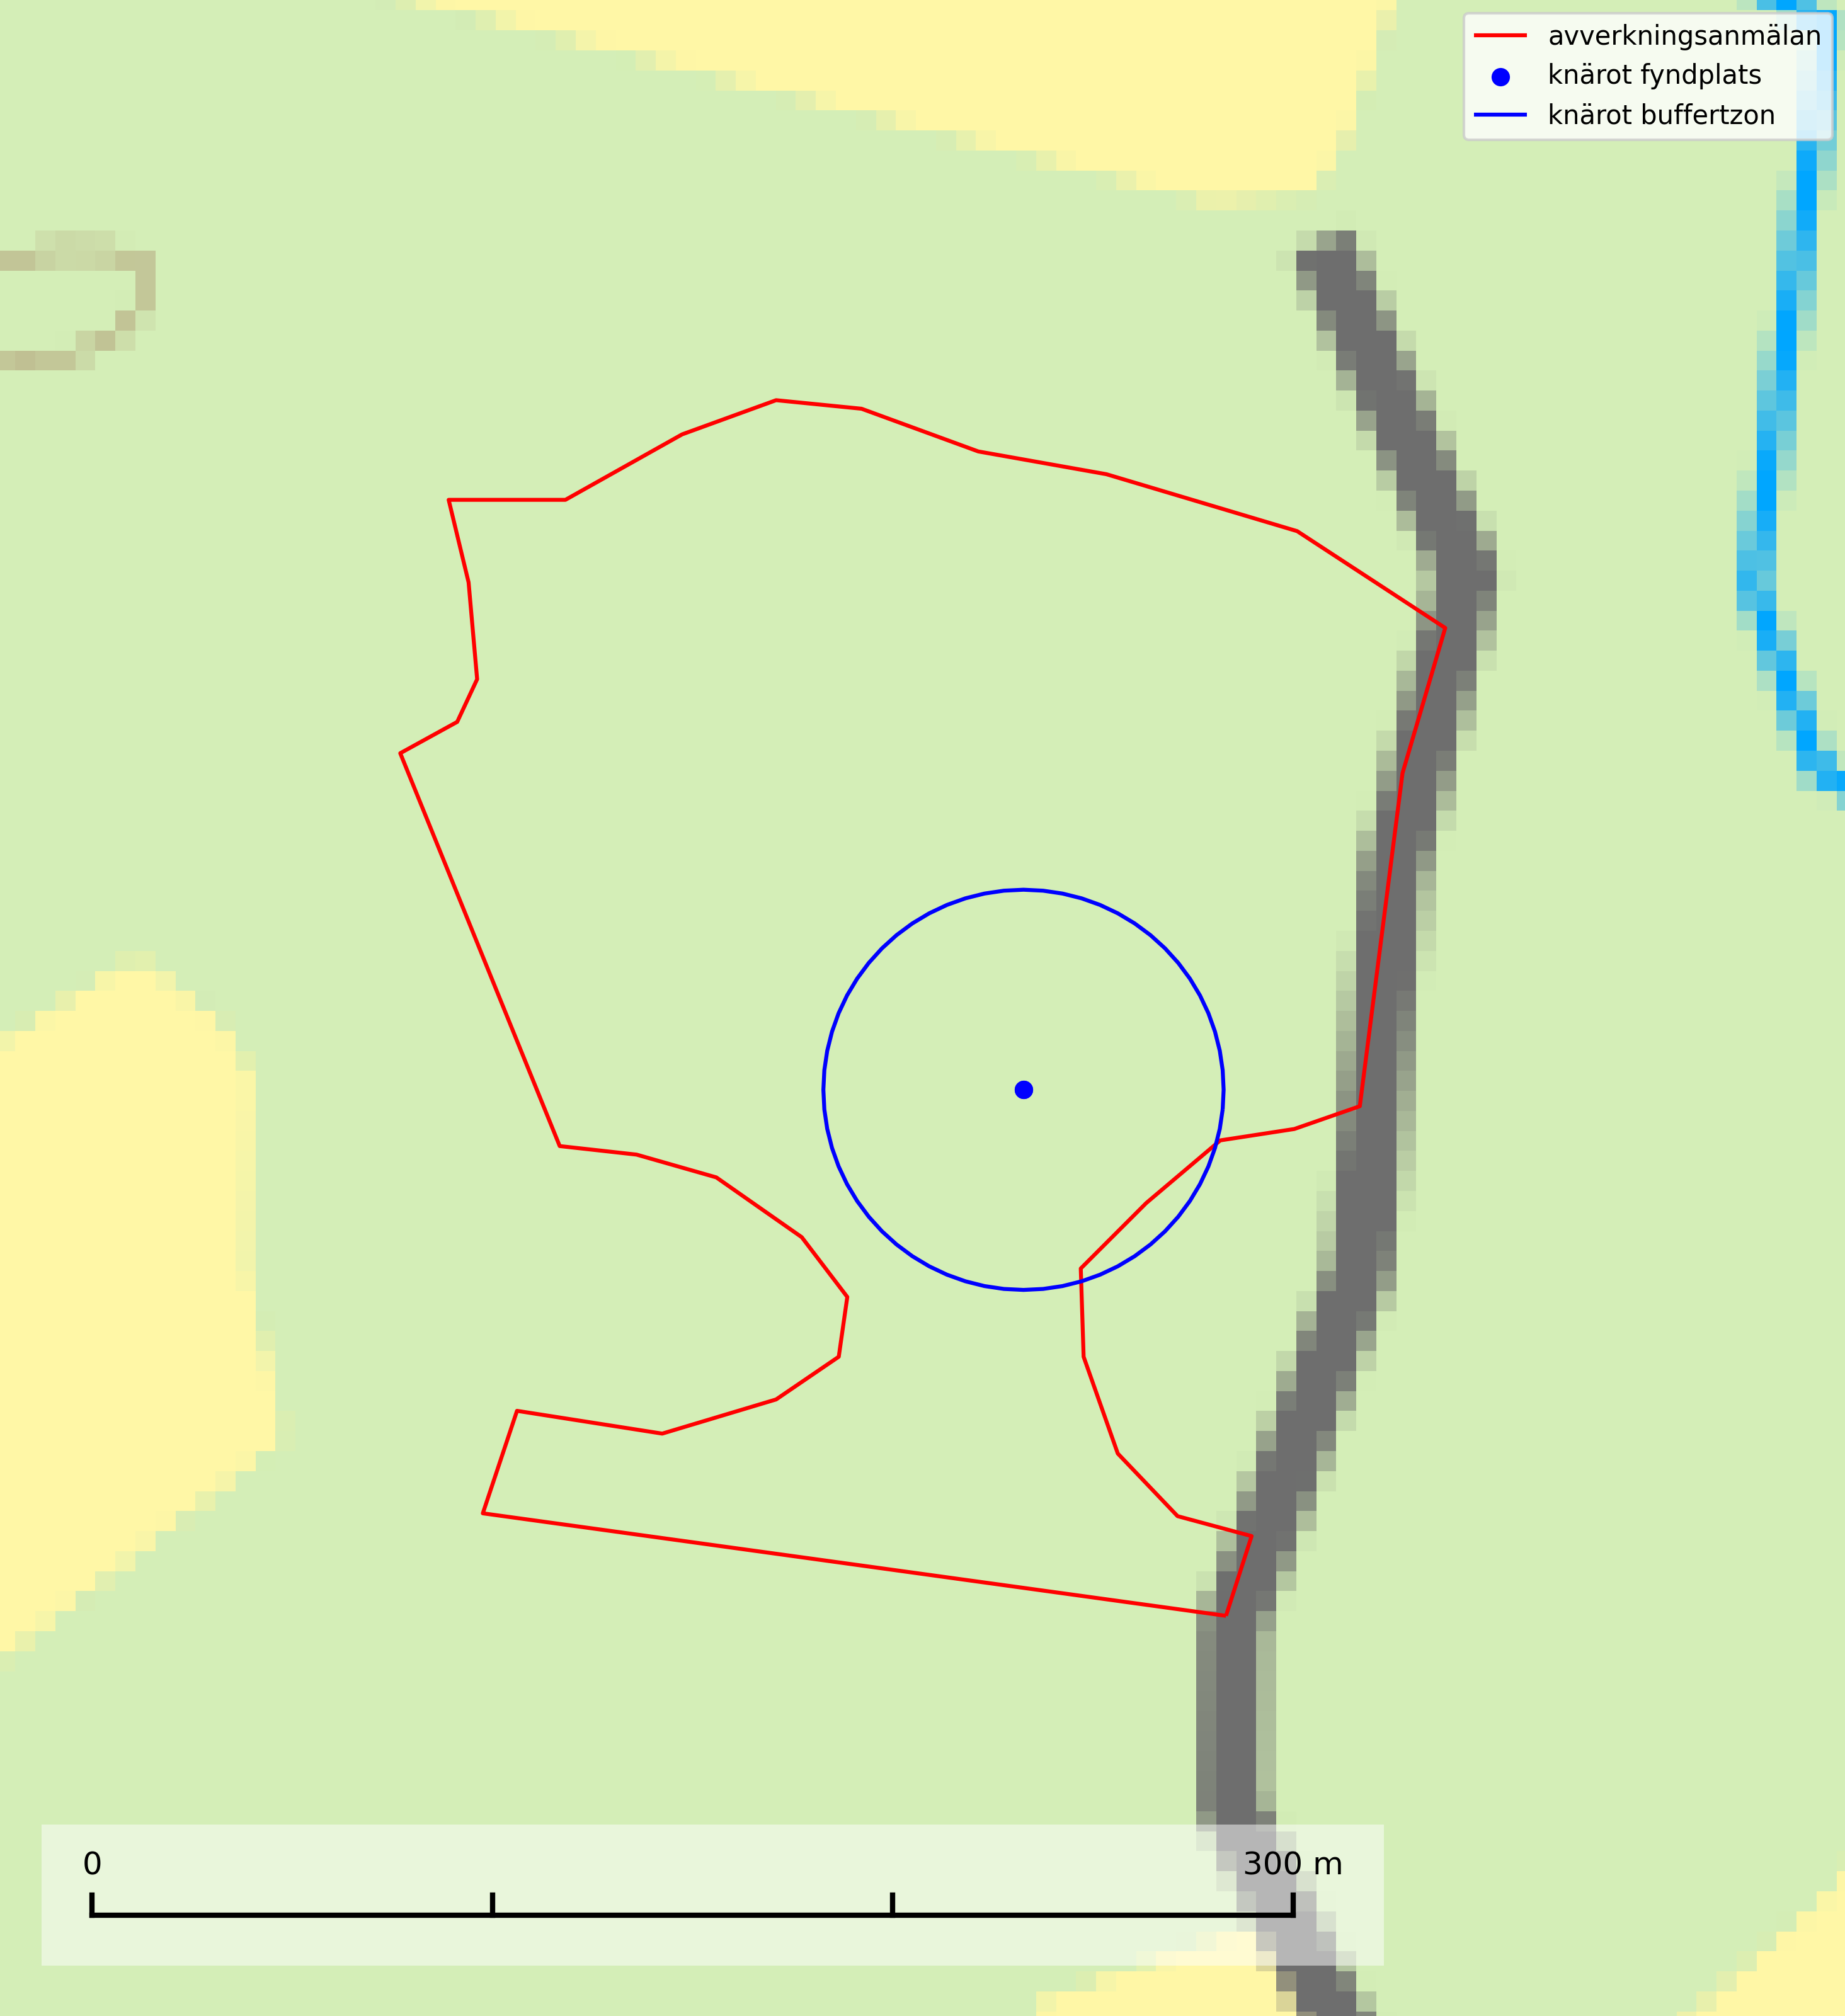 avverkningsanmälan
knärot fyndplats
knärot buffertzon
0 300 m